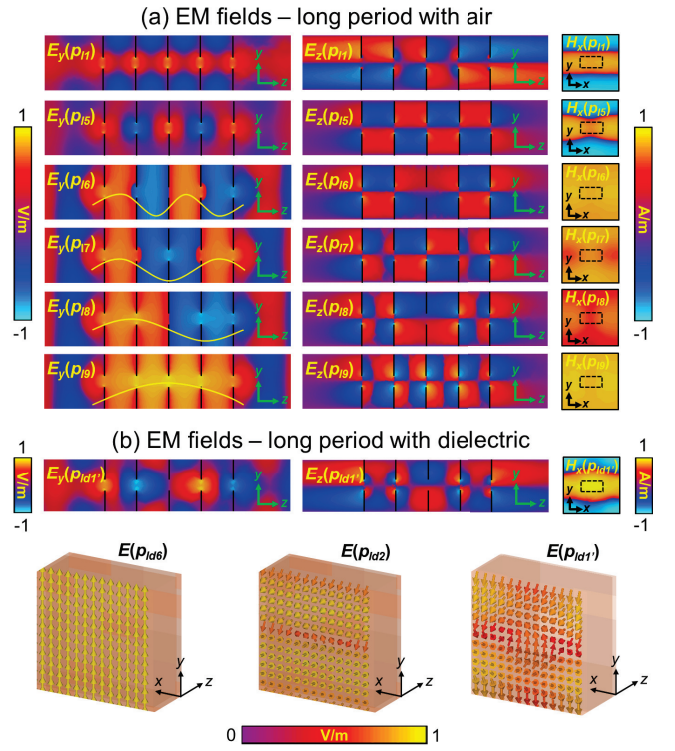 (a) EM fields – long period with air
Ey(pl1)
y
z
Ez(pl1)
y
z
Hx(pl1)
y
x
Ey(pl5)
y
z
Ez(pl5)
y
z
Hx(pl5)
y
x
1
V/m
-1
Ey(pl6)
y
z
Ez(pl6)
y
z
Hx(pl6)
y
x
1
A/m
-1
Ey(pl7)
y
z
Ez(pl7)
y
z
Hx(pl7)
y
x
Ey(pl8)
y
z
Ez(pl8)
y
z
Hx(pl8)
y
x
Ey(pl9)
y
z
Ez(pl9)
y
z
Hx(pl9)
y
x
(b) EM fields – long period with dielectric
1
V/m
-1
Ey(pld1')
y
z
Ez(pld1')
y
z
Hx(pld1')
y
x
1
A/m
-1
E(pld6)
E(pld2)
E(pld1')
x
y
z
x
y
z
x
y
z
0 V/m 1